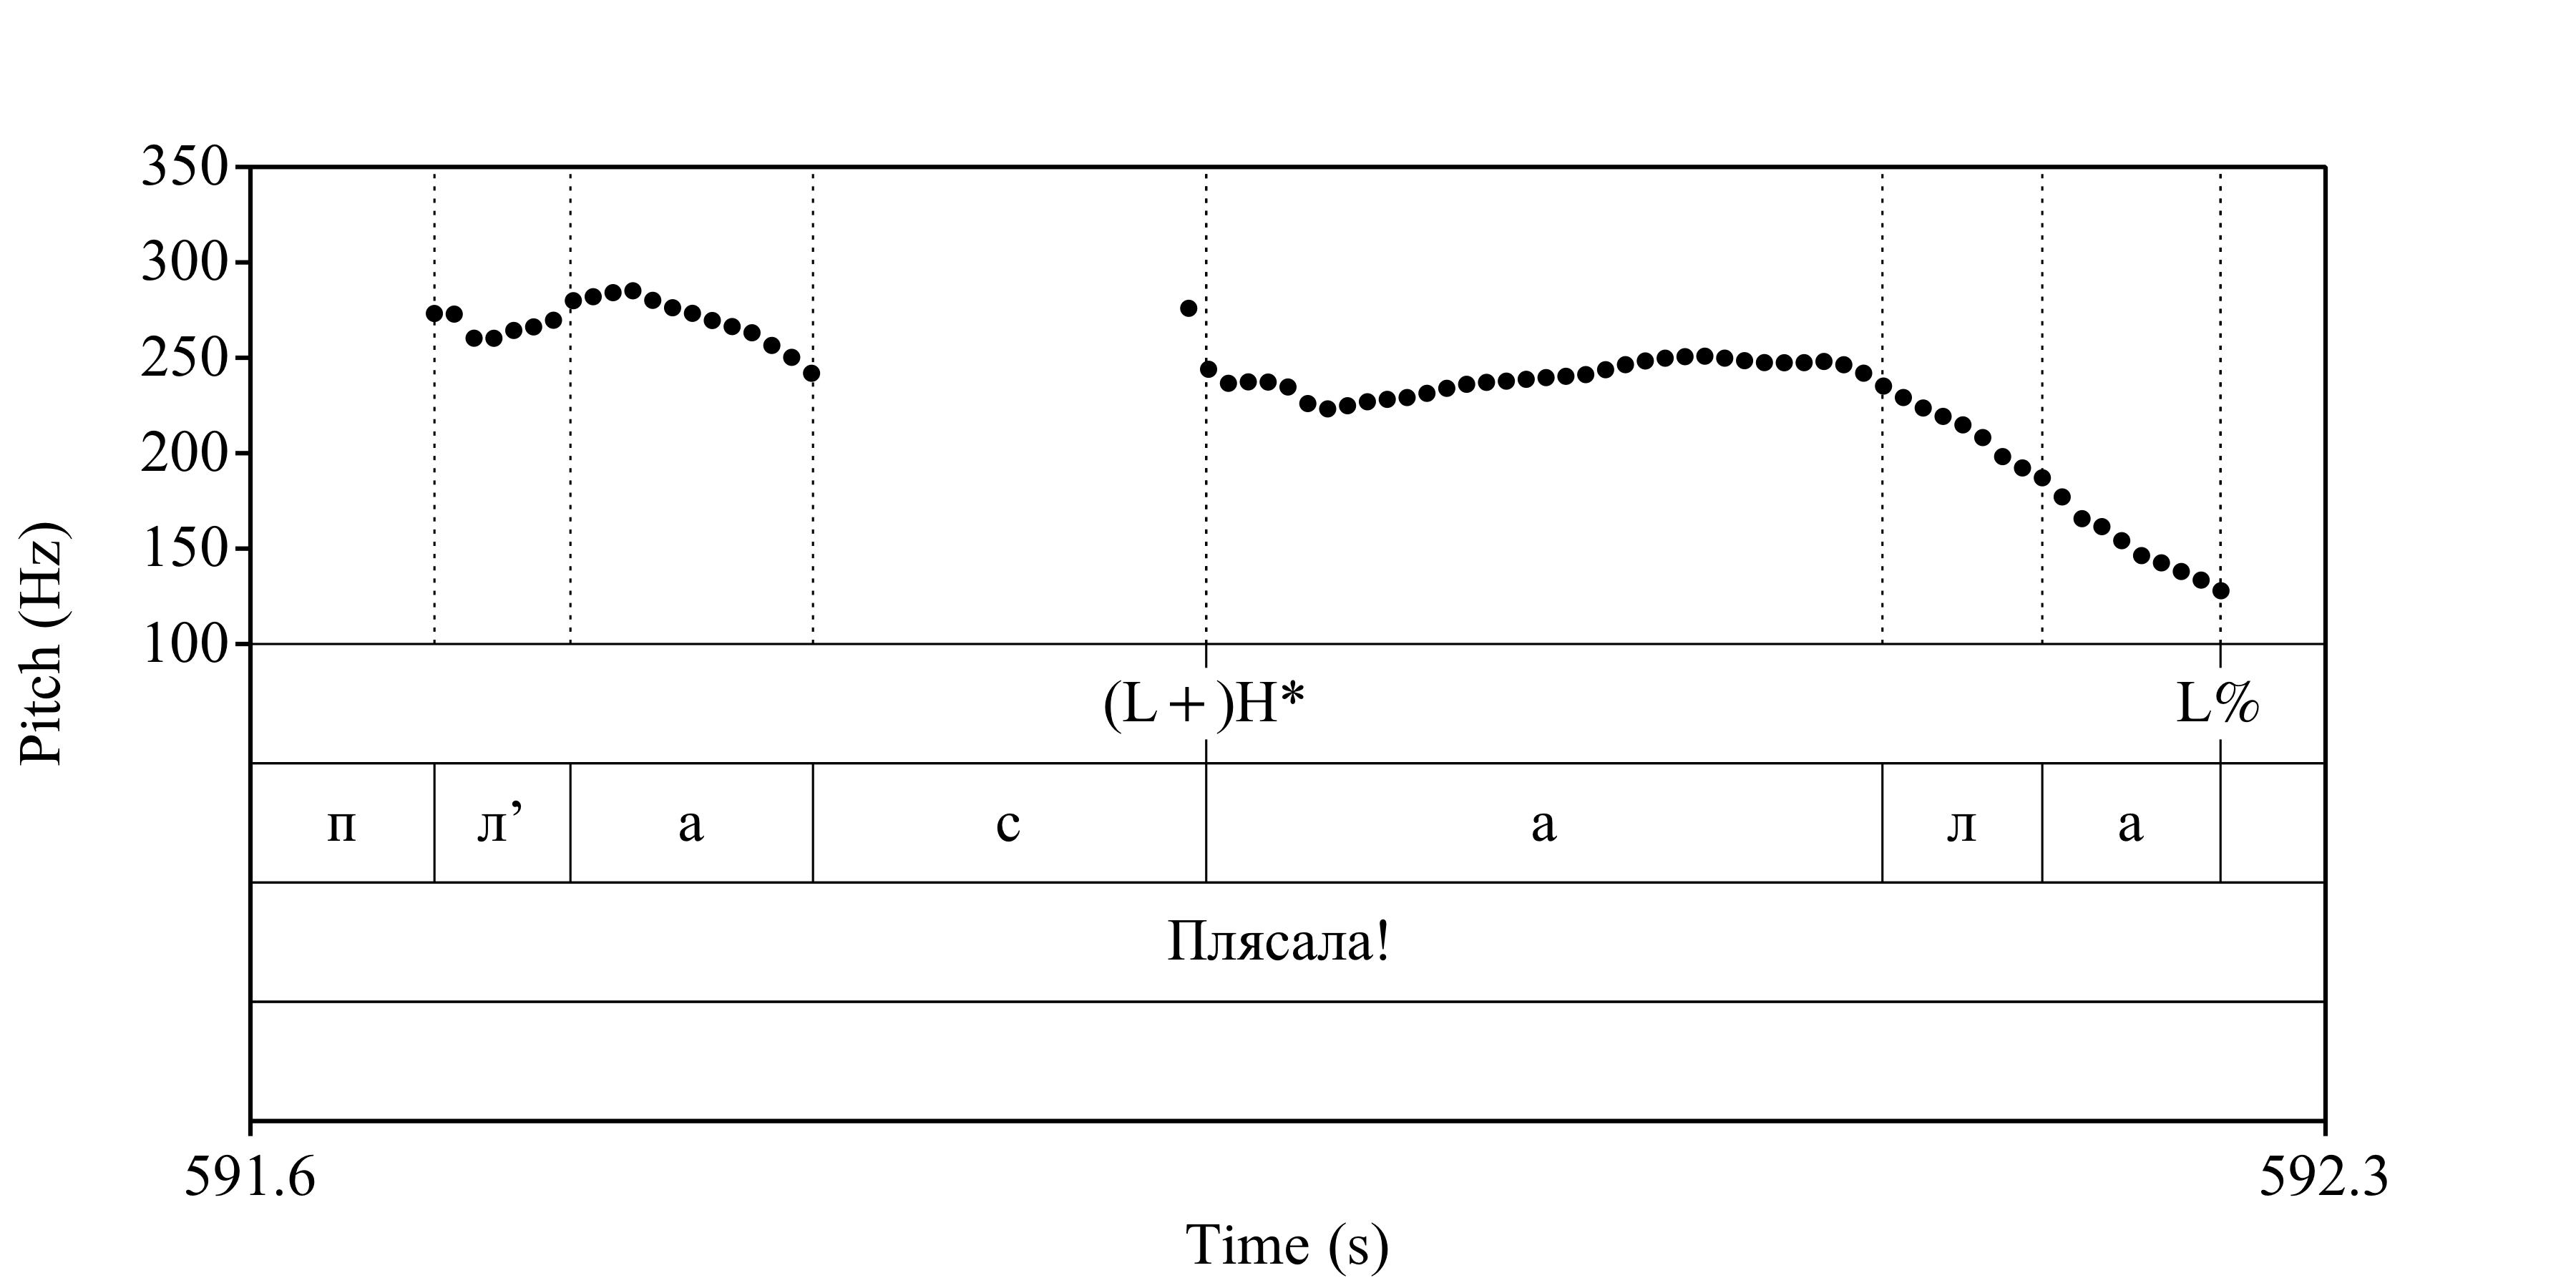 350
300
250
200
150
100
Pitch (Hz)
(L+)H* L%
п л’ а с а л а
Плясала!
591.6 592.3
Time (s)